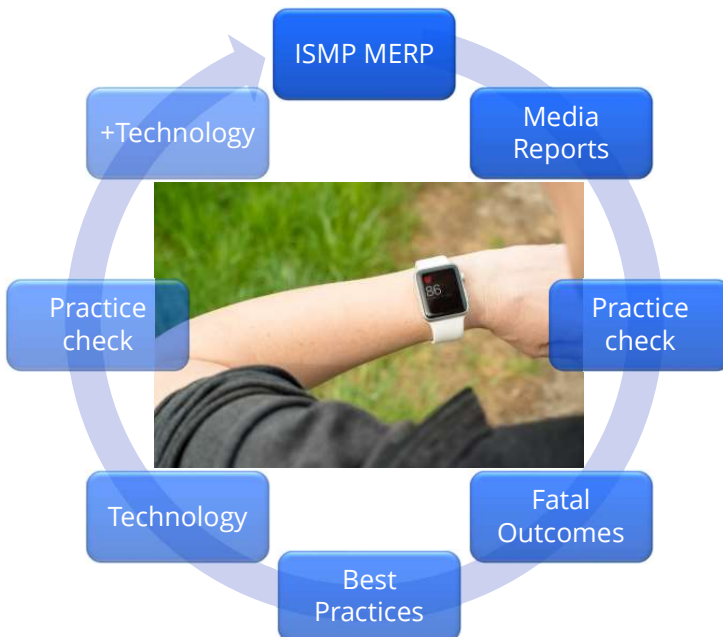 ISMP MERP
Media
Reports
Practice
check
Fatal
Outcomes
Best
Practices
Technology
Practice
check
+Technology
86